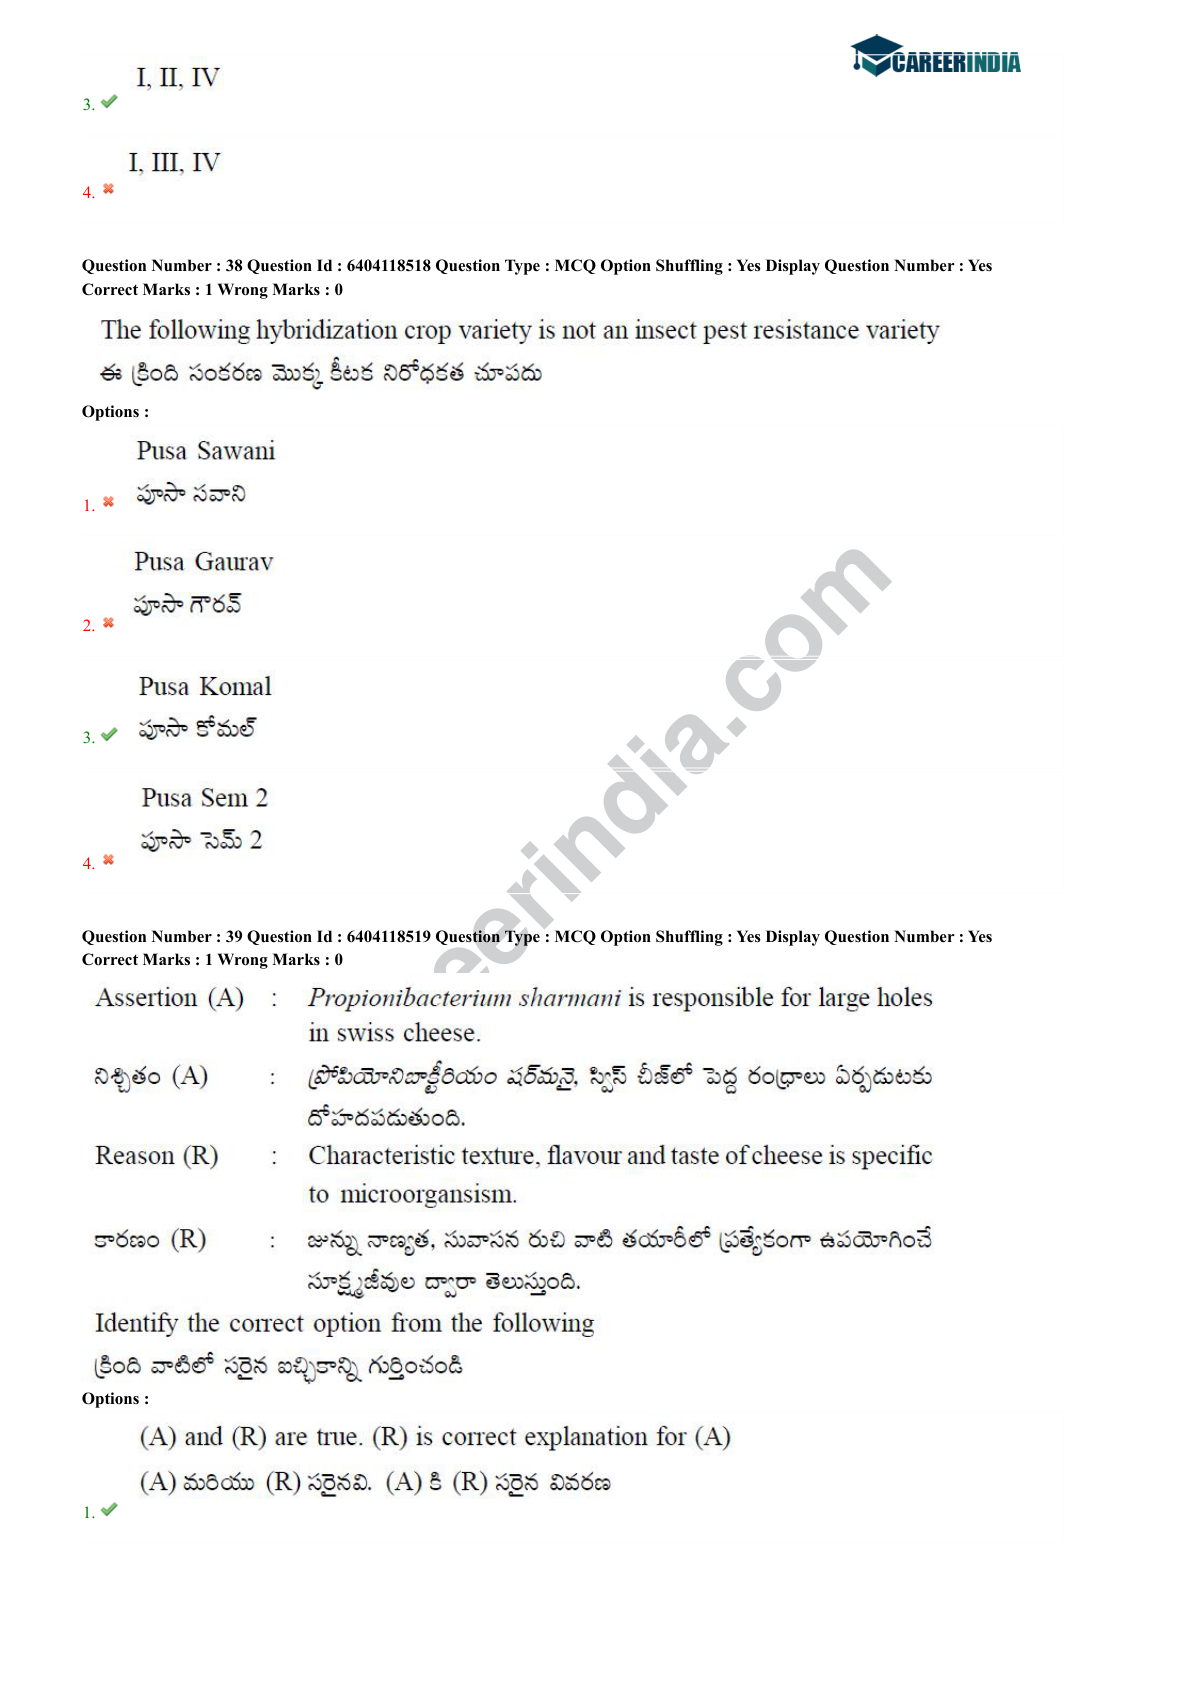 CAREERINDIA
I, II, IV
3.
I, III, IV
4.
Question Number : 38 Question Id : 6404118518 Question Type : MCQ Option Shuffling : Yes Display Question Number : Yes
Correct Marks : 1 Wrong Marks : 0
The following hybridization crop variety is not an insect pest resistance variety
ఈ క్రింది సంకరణ మొక్క కీటక నిరోధకత చూపదు
Options :
Pusa Sawani
పూసా సవాని
1.
Pusa Gaurav
పూసా గౌరవ్
2.
Pusa Komal
పూసా కోమల్
3.
Pusa Sem 2
పూసా సెమ్ 2
4.
eerindia.com
Question Number : 39 Question Id : 6404118519 Question Type : MCQ Option Shuffling : Yes Display Question Number : Yes
Correct Marks : 1 Wrong Marks : 0
Assertion (A) : Propionibacterium sharmani is responsible for large holes
in swiss cheese.
నిశ్చితం (A) : ప్రోపియోనిబాక్టీరియం షర్‌మనై, స్విస్ చీజ్‌లో పెద్ద రంధ్రాలు ఏర్పడుటకు
దోహదపడుతుంది.
Reason (R) : Characteristic texture, flavour and taste of cheese is specific
to microorgansism.
కారణం (R) : జున్ను నాణ్యత, సువాసన రుచి వాటి తయారీలో ప్రత్యేకంగా ఉపయోగించే
సూక్ష్మజీవుల ద్వారా తెలుస్తుంది.
Identify the correct option from the following
క్రింది వాటిలో సరైన ఐచ్ఛికాన్ని గుర్తించండి
Options :
(A) and (R) are true. (R) is correct explanation for (A)
(A) మరియు (R) సరైనవి. (A) కి (R) సరైన వివరణ
1.